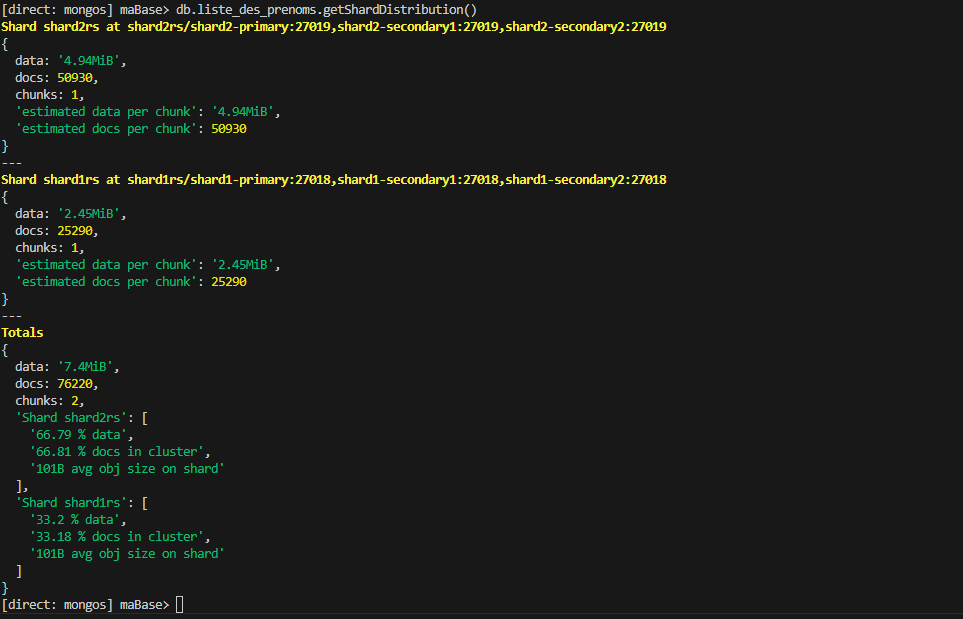 [direct: mongos] maBase> db.liste_des_prenoms.getShardDistribution()
Shard shard2rs at shard2rs/shard2-primary:27019,shard2-secondary1:27019,shard2-secondary2:27019
{
  data: '4.94MiB',
  docs: 50930,
  chunks: 1,
  'estimated data per chunk': '4.94MiB',
  'estimated docs per chunk': 50930
}
---
Shard shard1rs at shard1rs/shard1-primary:27018,shard1-secondary1:27018,shard1-secondary2:27018
{
  data: '2.45MiB',
  docs: 25290,
  chunks: 1,
  'estimated data per chunk': '2.45MiB',
  'estimated docs per chunk': 25290
}
---
Totals
{
  data: '7.4MiB',
  docs: 76220,
  chunks: 2,
  'Shard shard2rs': [
    '66.79 % data',
    '66.81 % docs in cluster',
    '101B avg obj size on shard'
  ],
  'Shard shard1rs': [
    '33.2 % data',
    '33.18 % docs in cluster',
    '101B avg obj size on shard'
  ]
}
[direct: mongos] maBase>